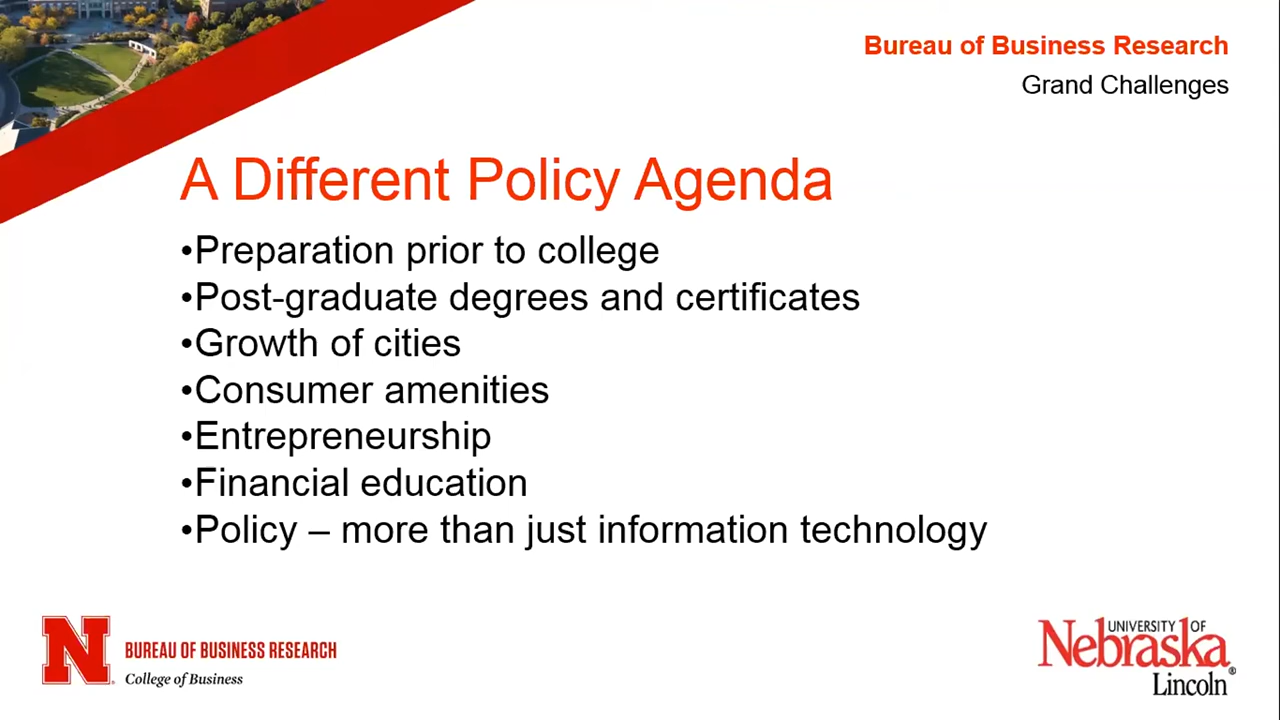 Bureau of Business Research
Grand Challenges
A Different Policy Agenda
•Preparation prior to college
•Post-graduate degrees and certificates
•Growth of cities
•Consumer amenities
•Entrepreneurship
•Financial education
•Policy – more than just information technology
N
BUREAU OF BUSINESS RESEARCH
College of Business
UNIVERSITY OF
Nebraska
Lincoln®